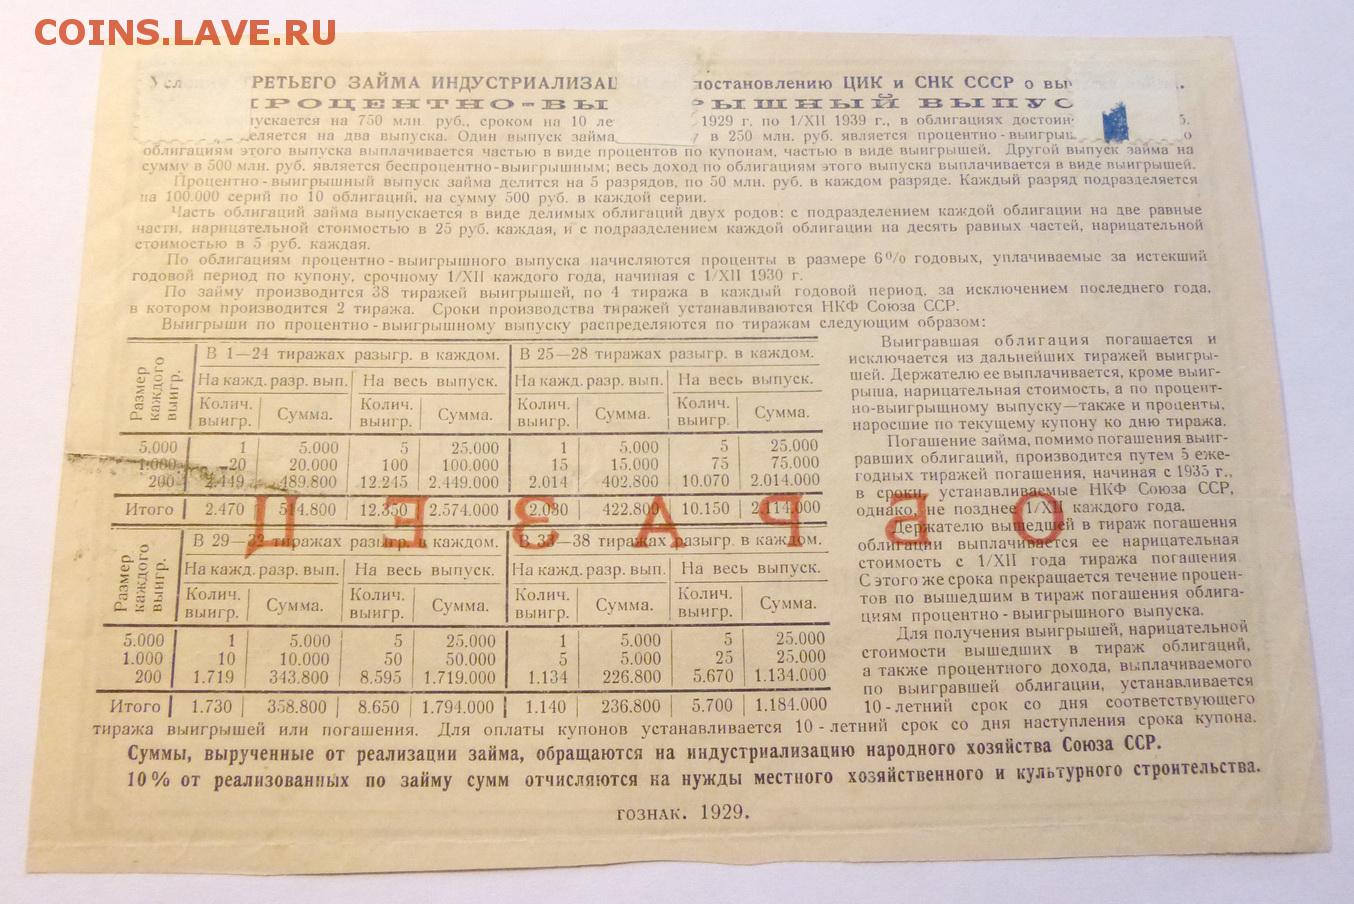 COINS.LAVE.RU
РЕТЬЕГО ЗАЙМА ИНДУСТРИАЛИЗАЦ постановлению ЦИК и СНК СССР о вы
РОЦЕНТНО-ВЫ РЫШНЫЙ ВЫПУС
ускается на 750 млн. руб., сроком на 10 ле 1929 г. по 1/XII 1939 г., в облигациях достоин
еляется на два выпуска. Один выпуск займа в 250 млн. руб. является процентно-выигрыш
облигациям этого выпуска выплачивается частью в виде процентов по купонам, частью в виде выигрышей. Другой выпуск займа на
сумму в 500 млн. руб. является беспроцентно-выигрышным; весь доход по облигациям этого выпуска выплачивается в виде выигрышей.
Процентно-выигрышный выпуск займа делится на 5 разрядов, по 50 млн. руб. в каждом разряде. Каждый разряд подразделяется
на 100.000 серий по 10 облигаций, на сумму 500 руб. в каждой серии.
Часть облигаций займа выпускается в виде делимых облигаций двух родов: с подразделением каждой облигации на две равные
части, нарицательной стоимостью в 25 руб. каждая, и с подразделением каждой облигации на десять равных частей, нарицательной
стоимостью в 5 руб. каждая.
По облигациям процентно-выигрышного выпуска начисляются проценты в размере 6% годовых, уплачиваемые за истекший
годовой период по купону, срочному 1/XII каждого года, начиная с 1/XII 1930 г.
По займу производится 38 тиражей выигрышей, по 4 тиража в каждый годовой период, за исключением последнего года,
в котором производится 2 тиража. Сроки производства тиражей устанавливаются НКФ Союза ССР.
Выигрыши по процентно-выигрышному выпуску распределяются по тиражам следующим образом:
Размер каждого выигр. В 1—24 тиражах разыгр. в каждом. В 25—28 тиражах разыгр. в каждом.
На кажд. разр. вып. На весь выпуск. На кажд. разр. вып. На весь выпуск.
Колич. выигр. Сумма. Колич. выигр. Сумма. Колич. выигр. Сумма. Колич. выигр. Сумма.
5.000 1 5.000 5 25.000 1 5.000 5 25.000
1.000 20 20.000 100 100.000 15 15.000 75 75.000
200 2.449 489.800 12.245 2.449.000 2.014 402.800 10.070 2.014.000
Итого 2.470 514.800 12.350 2.574.000 2.030 422.800 10.150 2.114.000
ОБРАЗЕЦ
Размер каждого выигр. В 29—32 тиражах разыгр. в каждом. В 33—38 тиражах разыгр. в каждом.
На кажд. разр. вып. На весь выпуск. На кажд. разр. вып. На весь выпуск.
Колич. выигр. Сумма. Колич. выигр. Сумма. Колич. выигр. Сумма. Колич. выигр. Сумма.
5.000 1 5.000 5 25.000 1 5.000 5 25.000
1.000 10 10.000 50 50.000 5 5.000 25 25.000
200 1.719 343.800 8.595 1.719.000 1.134 226.800 5.670 1.134.000
Итого 1.730 358.800 8.650 1.794.000 1.140 236.800 5.700 1.184.000
Выигравшая облигация погашается и
исключается из дальнейших тиражей выигры-
шей. Держателю ее выплачивается, кроме выиг-
рыша, нарицательная стоимость, а по процент-
но-выигрышному выпуску—также и проценты,
наросшие по текущему купону ко дню тиража.
Погашение займа, помимо погашения выиг-
равших облигаций, производится путем 5 еже-
годных тиражей погашения, начиная с 1935 г.,
в сроки, устанавливаемые НКФ Союза ССР,
однако, не позднее 1/XII каждого года.
Держателю вышедшей в тираж погашения
облигации выплачивается ее нарицательная
стоимость с 1/XII года тиража погашения.
С этого же срока прекращается течение процен-
тов по вышедшим в тираж погашения облига-
циям процентно-выигрышного выпуска.
Для получения выигрышей, нарицательной
стоимости вышедших в тираж облигаций,
а также процентного дохода, выплачиваемого
по выигравшей облигации, устанавливается
10-летний срок со дня соответствующего
тиража выигрышей или погашения. Для оплаты купонов устанавливается 10-летний срок со дня наступления срока купона.
Суммы, вырученные от реализации займа, обращаются на индустриализацию народного хозяйства Союза ССР.
10% от реализованных по займу сумм отчисляются на нужды местного хозяйственного и культурного строительства.
ГОЗНАК. 1929.